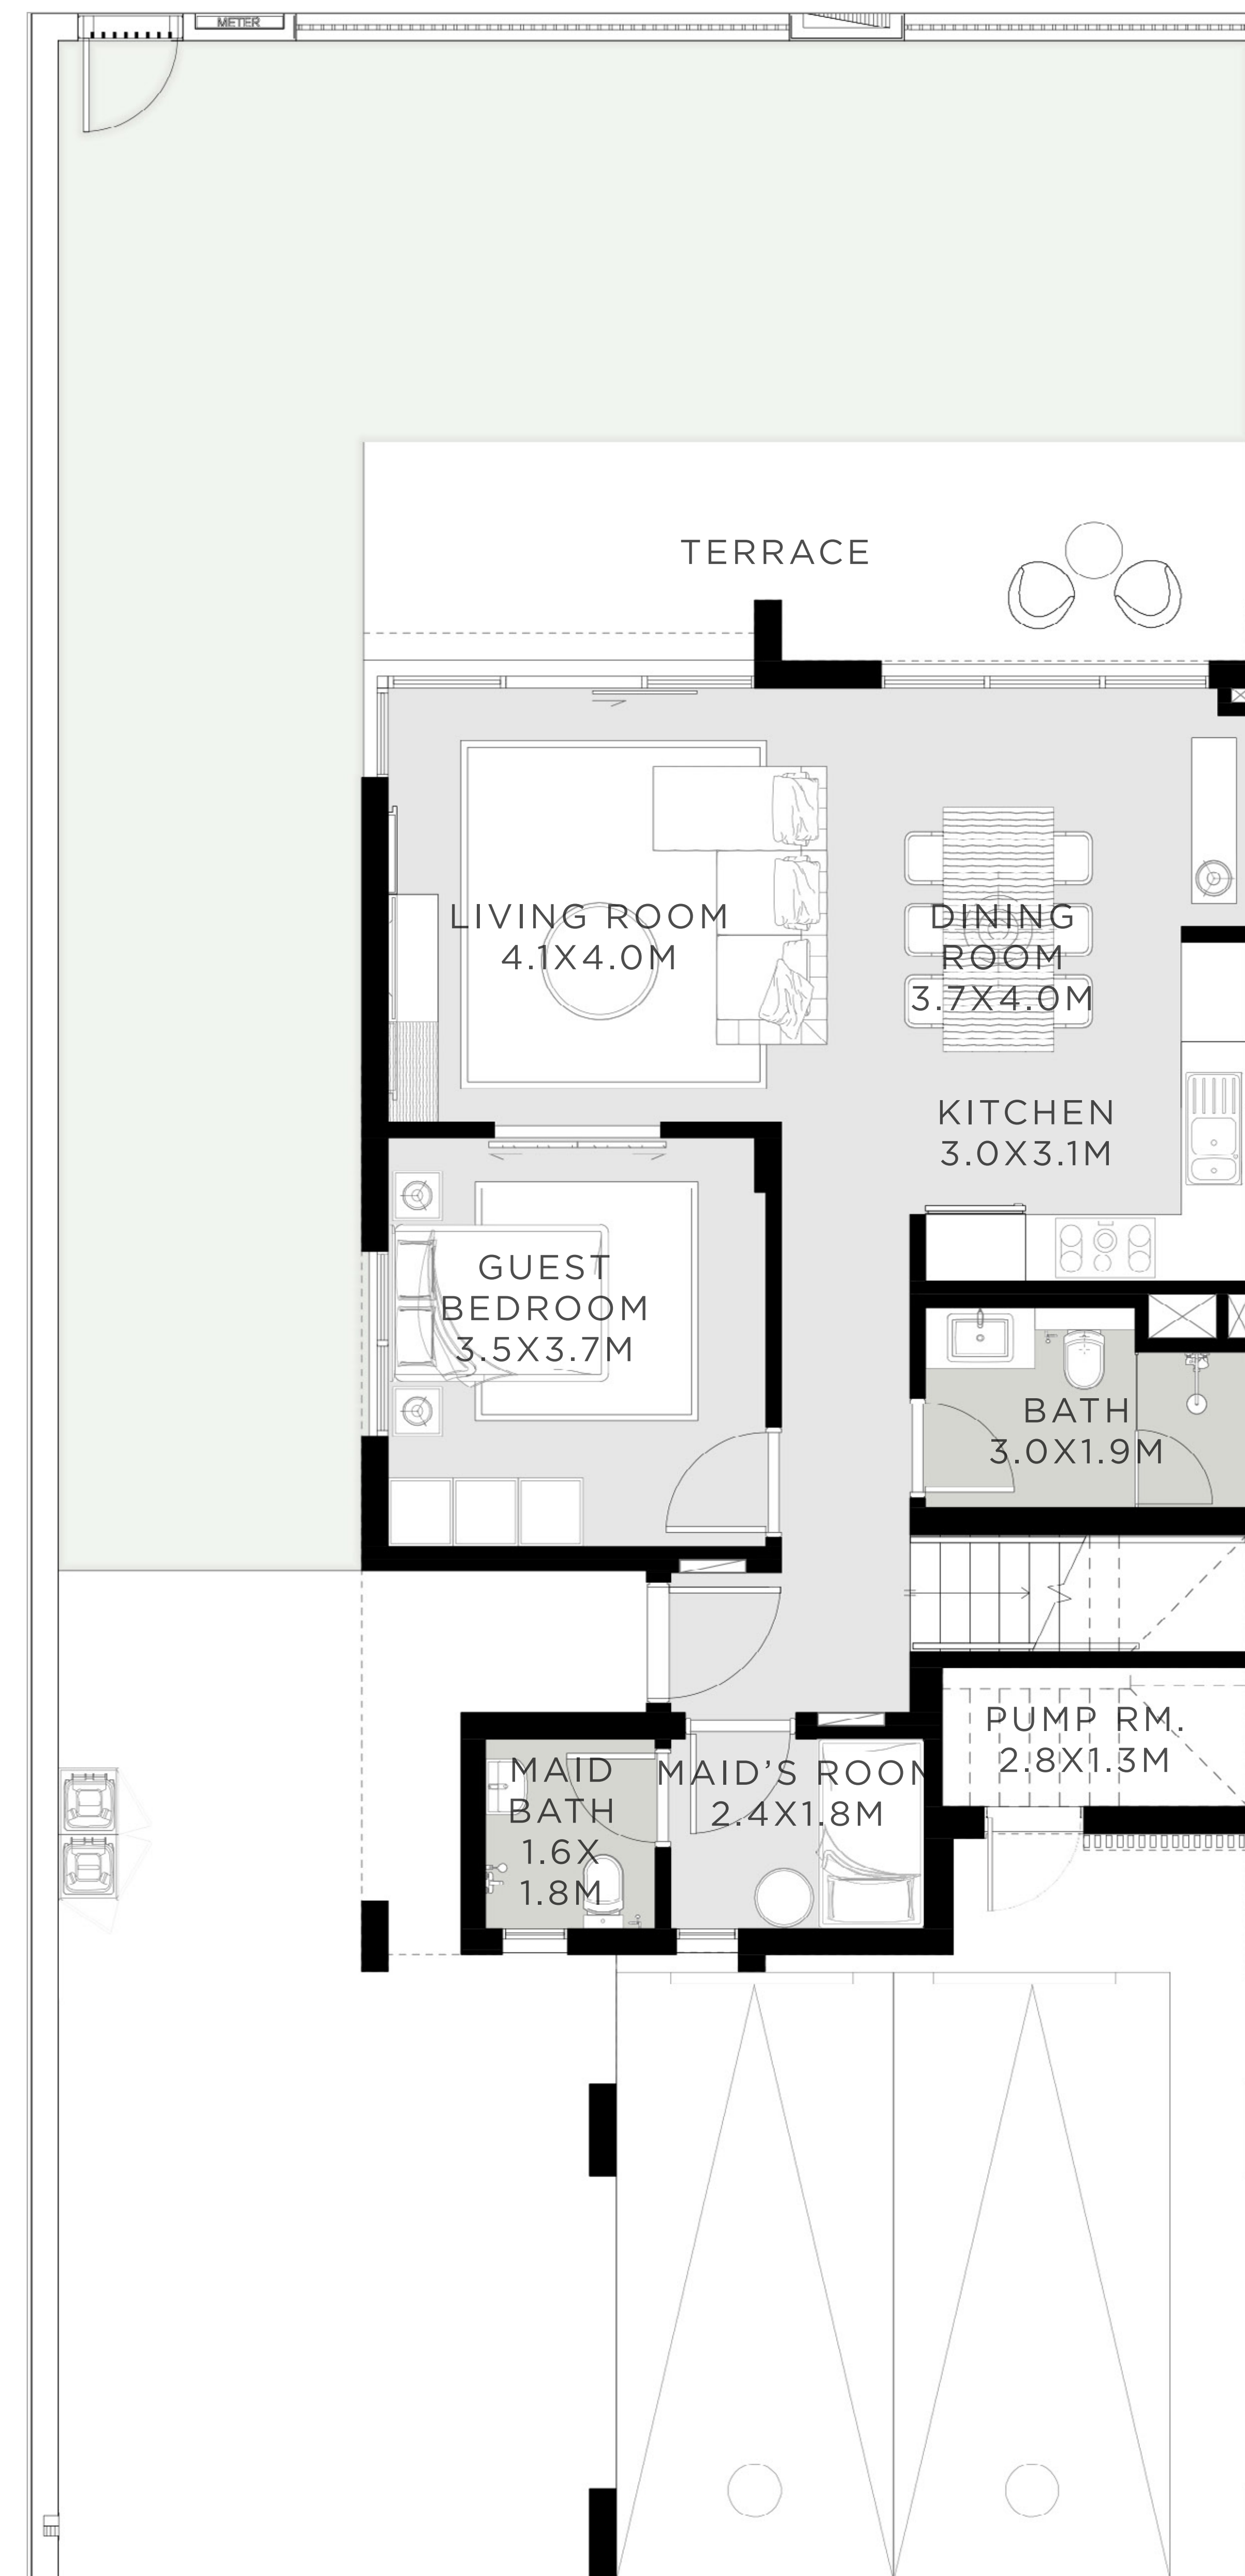 METER
TERRACE
LIVING ROOM
4.1X4.0M
DINING
ROOM
3.7X4.0M
KITCHEN
3.0X3.1M
GUEST
BEDROOM
3.5X3.7M
BATH
3.0X1.9M
PUMP RM.
2.8X1.3M
MAID
BATH
1.6X
1.8M
MAID'S ROOM
2.4X1.8M